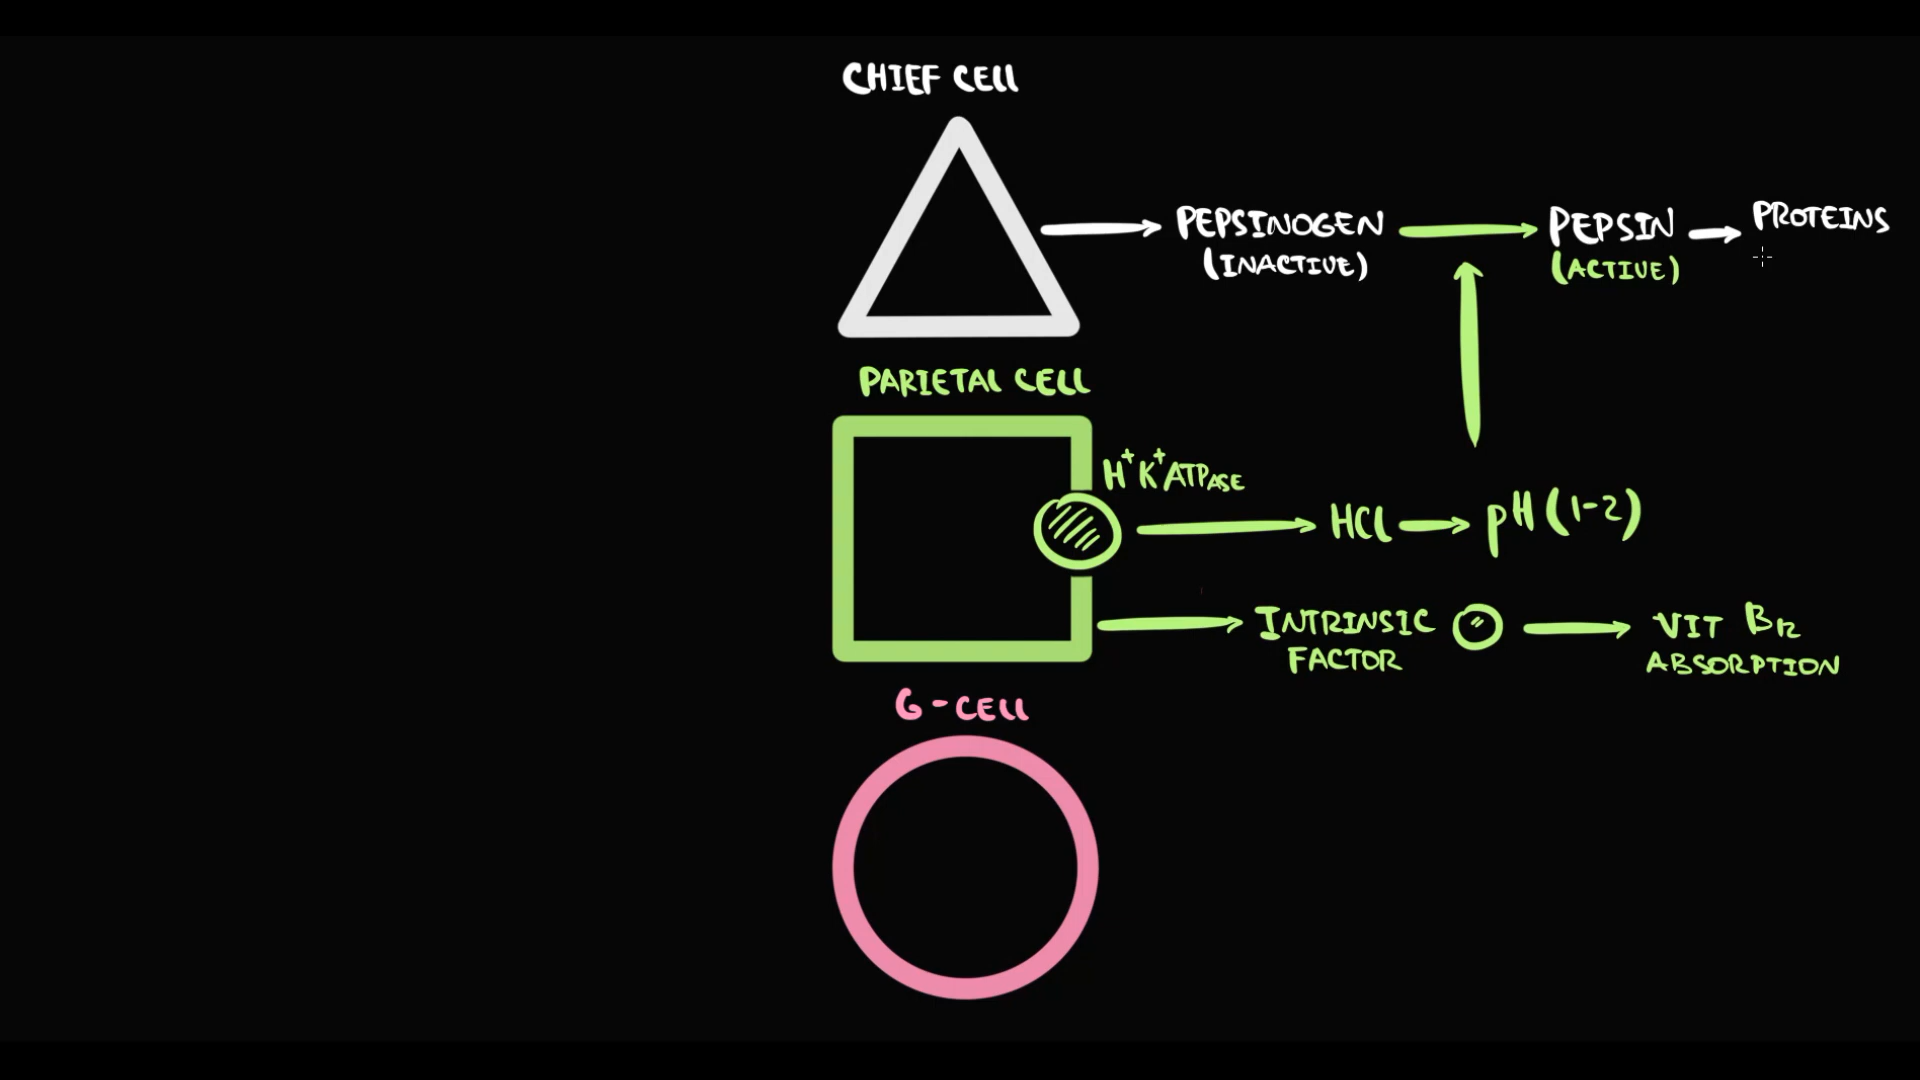 CHIEF CELL
PEPSINOGEN
(INACTIVE)
PEPSIN
(ACTIVE)
PROTEINS
PARIETAL CELL
H⁺K⁺ATPASE
HCl
pH (1-2)
INTRINSIC
FACTOR
VIT B12
ABSORPTION
G-CELL